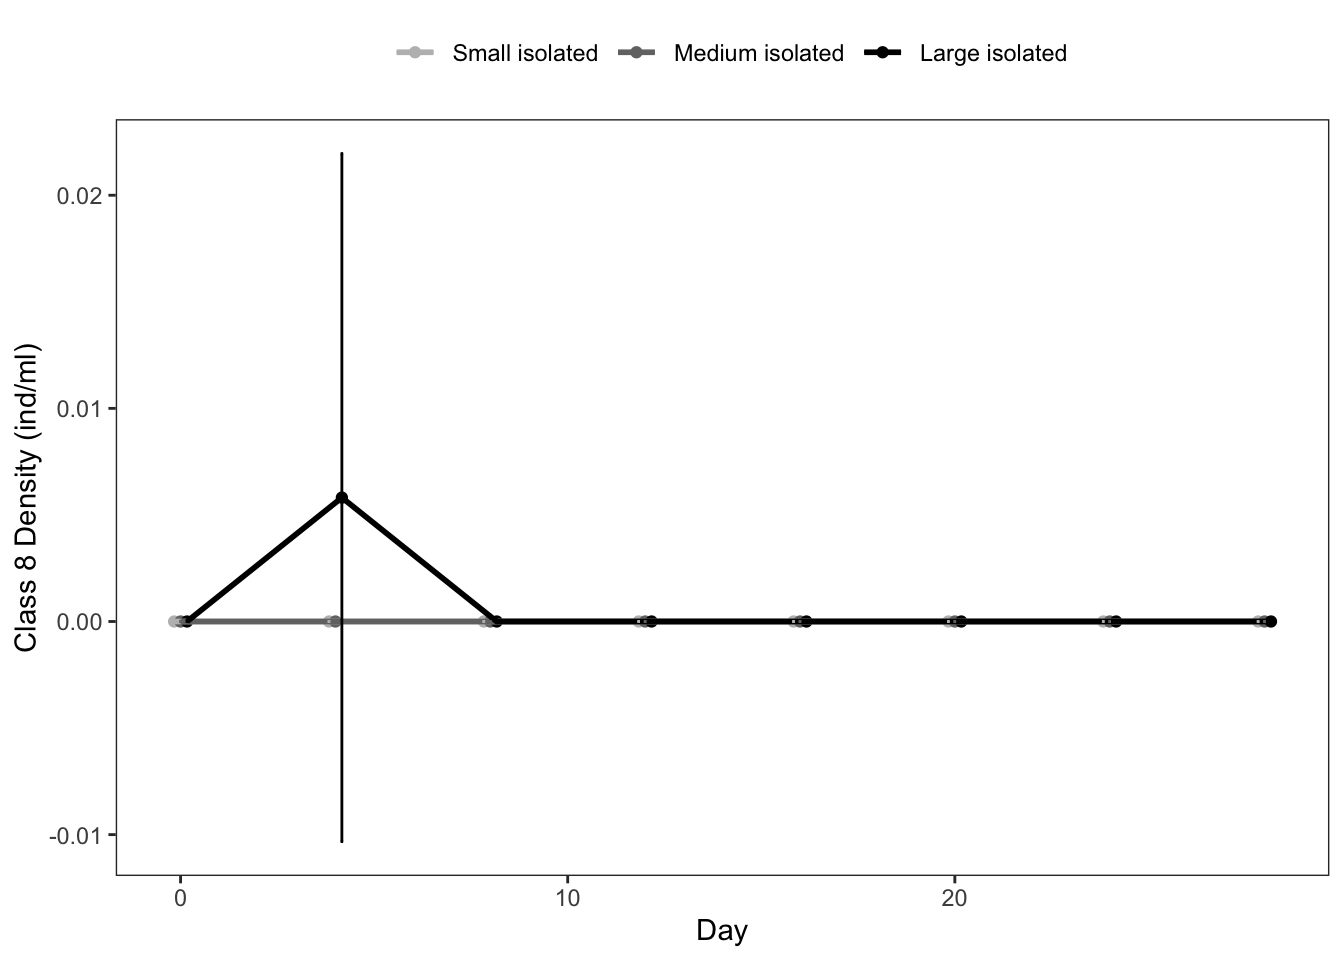 Small isolated Medium isolated Large isolated
Class 8 Density (ind/ml)
0.02
0.01
0.00
-0.01
0 10 20
Day